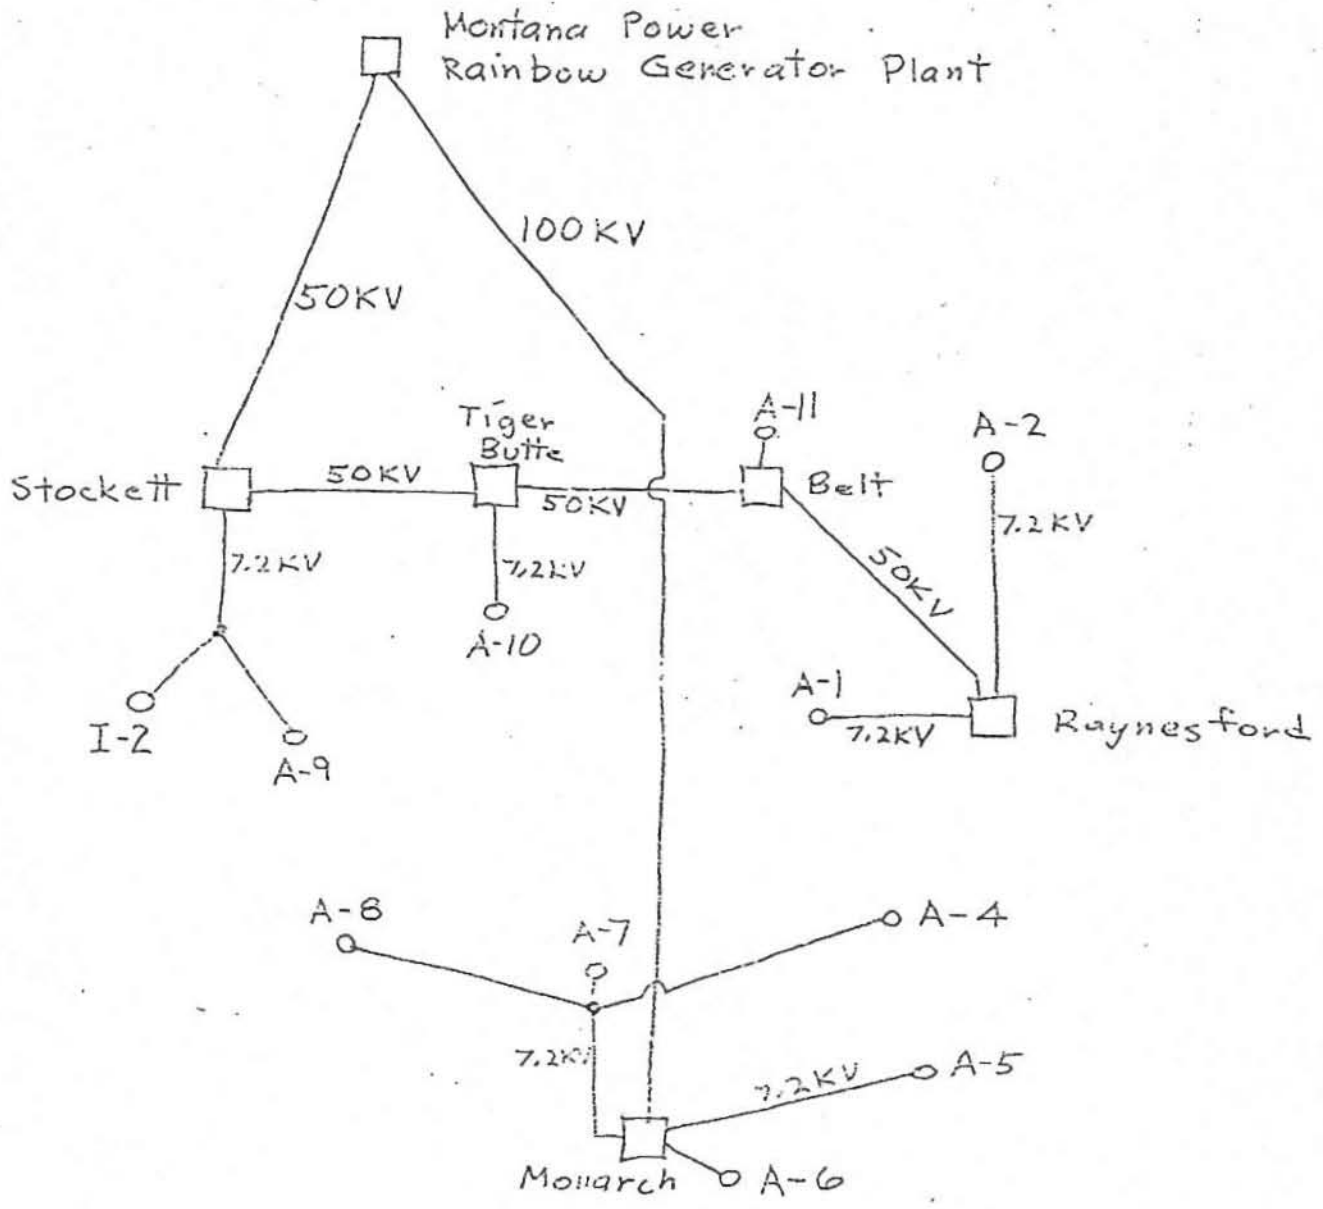 Montana Power
Rainbow Generator Plant
100KV
50KV
Tiger
Butte
A-11
A-2
Stockett
50KV
50KV
Belt
7.2KV
7.2KV
7.2KV
50KV
A-10
A-1
I-2
A-9
7.2KV
Raynesford
A-8
A-7
A-4
7.2KV
7.2KV
A-5
Monarch
A-6